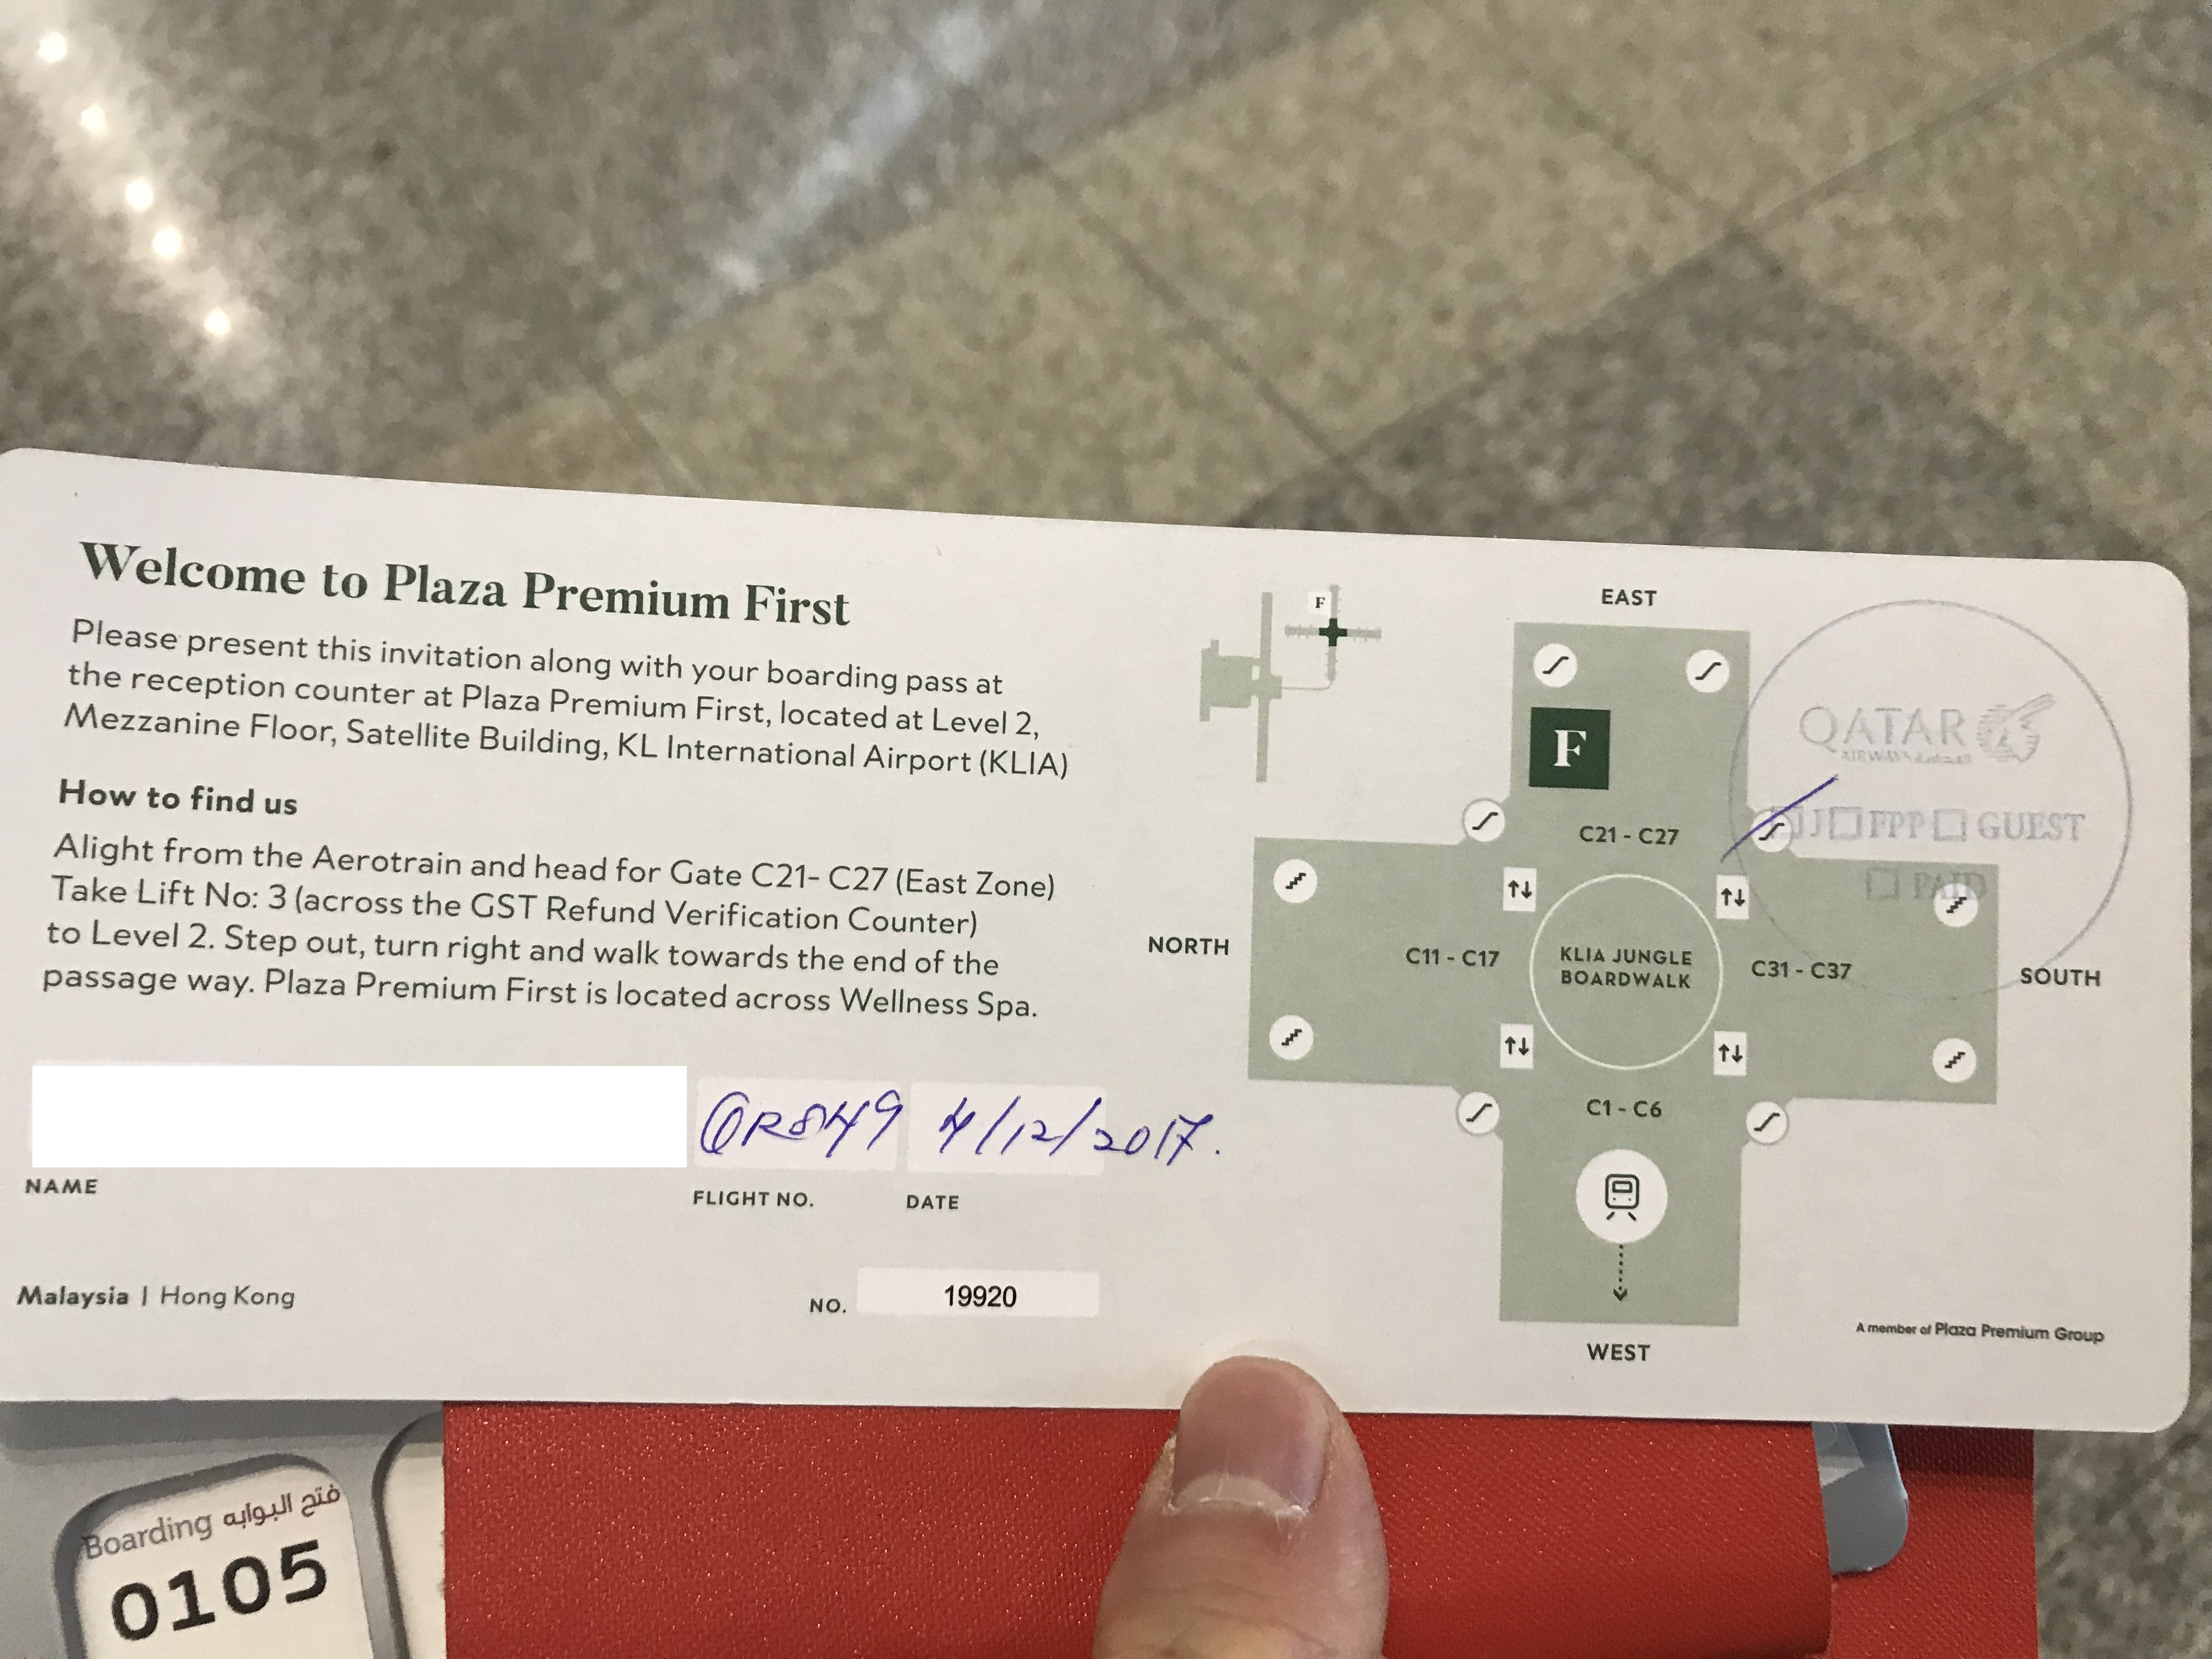 Welcome to Plaza Premium First
Please present this invitation along with your boarding pass at
the reception counter at Plaza Premium First, located at Level 2,
Mezzanine Floor, Satellite Building, KL International Airport (KLIA)
How to find us
Alight from the Aerotrain and head for Gate C21- C27 (East Zone)
Take Lift No: 3 (across the GST Refund Verification Counter)
to Level 2. Step out, turn right and walk towards the end of the
passage way. Plaza Premium First is located across Wellness Spa.
QR849 4/12/2017.
NAME
FLIGHT NO. DATE
Malaysia | Hong Kong
NO. 19920
F
EAST
F
C21 - C27
NORTH
C11 - C17
KLIA JUNGLE
BOARDWALK
C31 - C37
SOUTH
C1 - C6
WEST
QATAR
AIRWAYS القطرية
J FPP GUEST
PAID
A member of Plaza Premium Group
Boarding فتح البوابه
0105